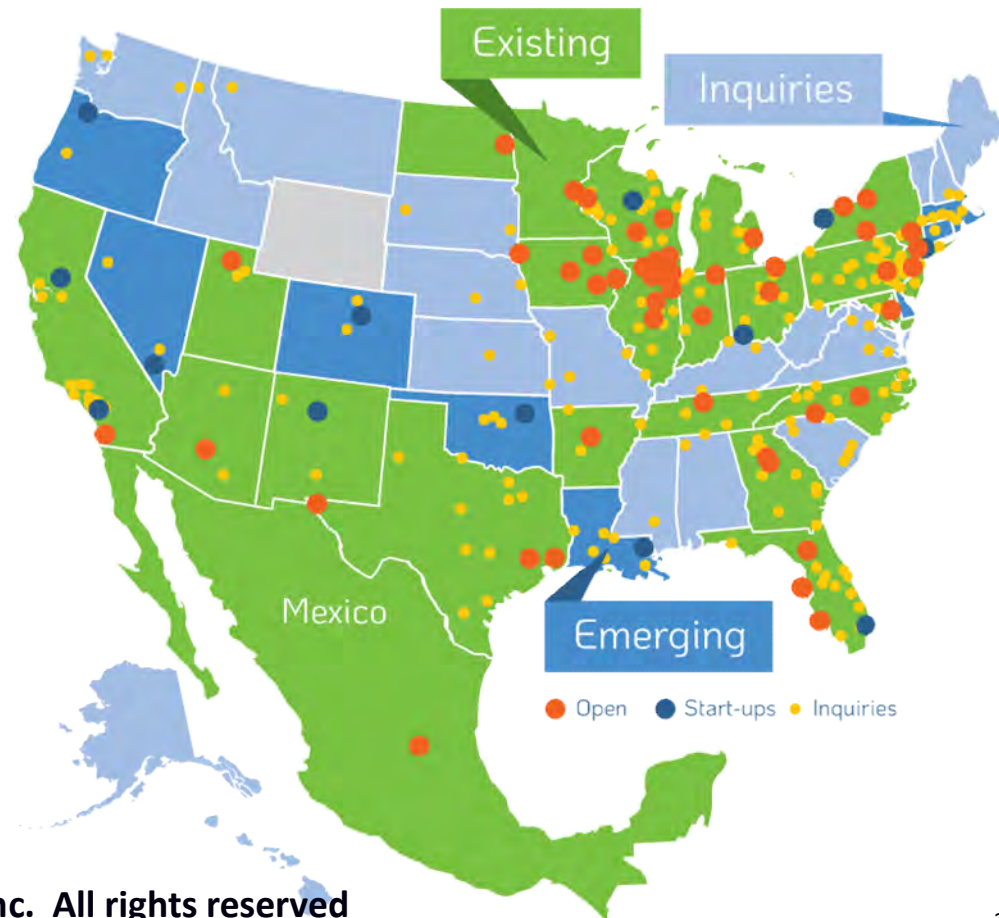 Existing
Inquiries
Mexico
Emerging
Open Start-ups Inquiries
nc. All rights reserved